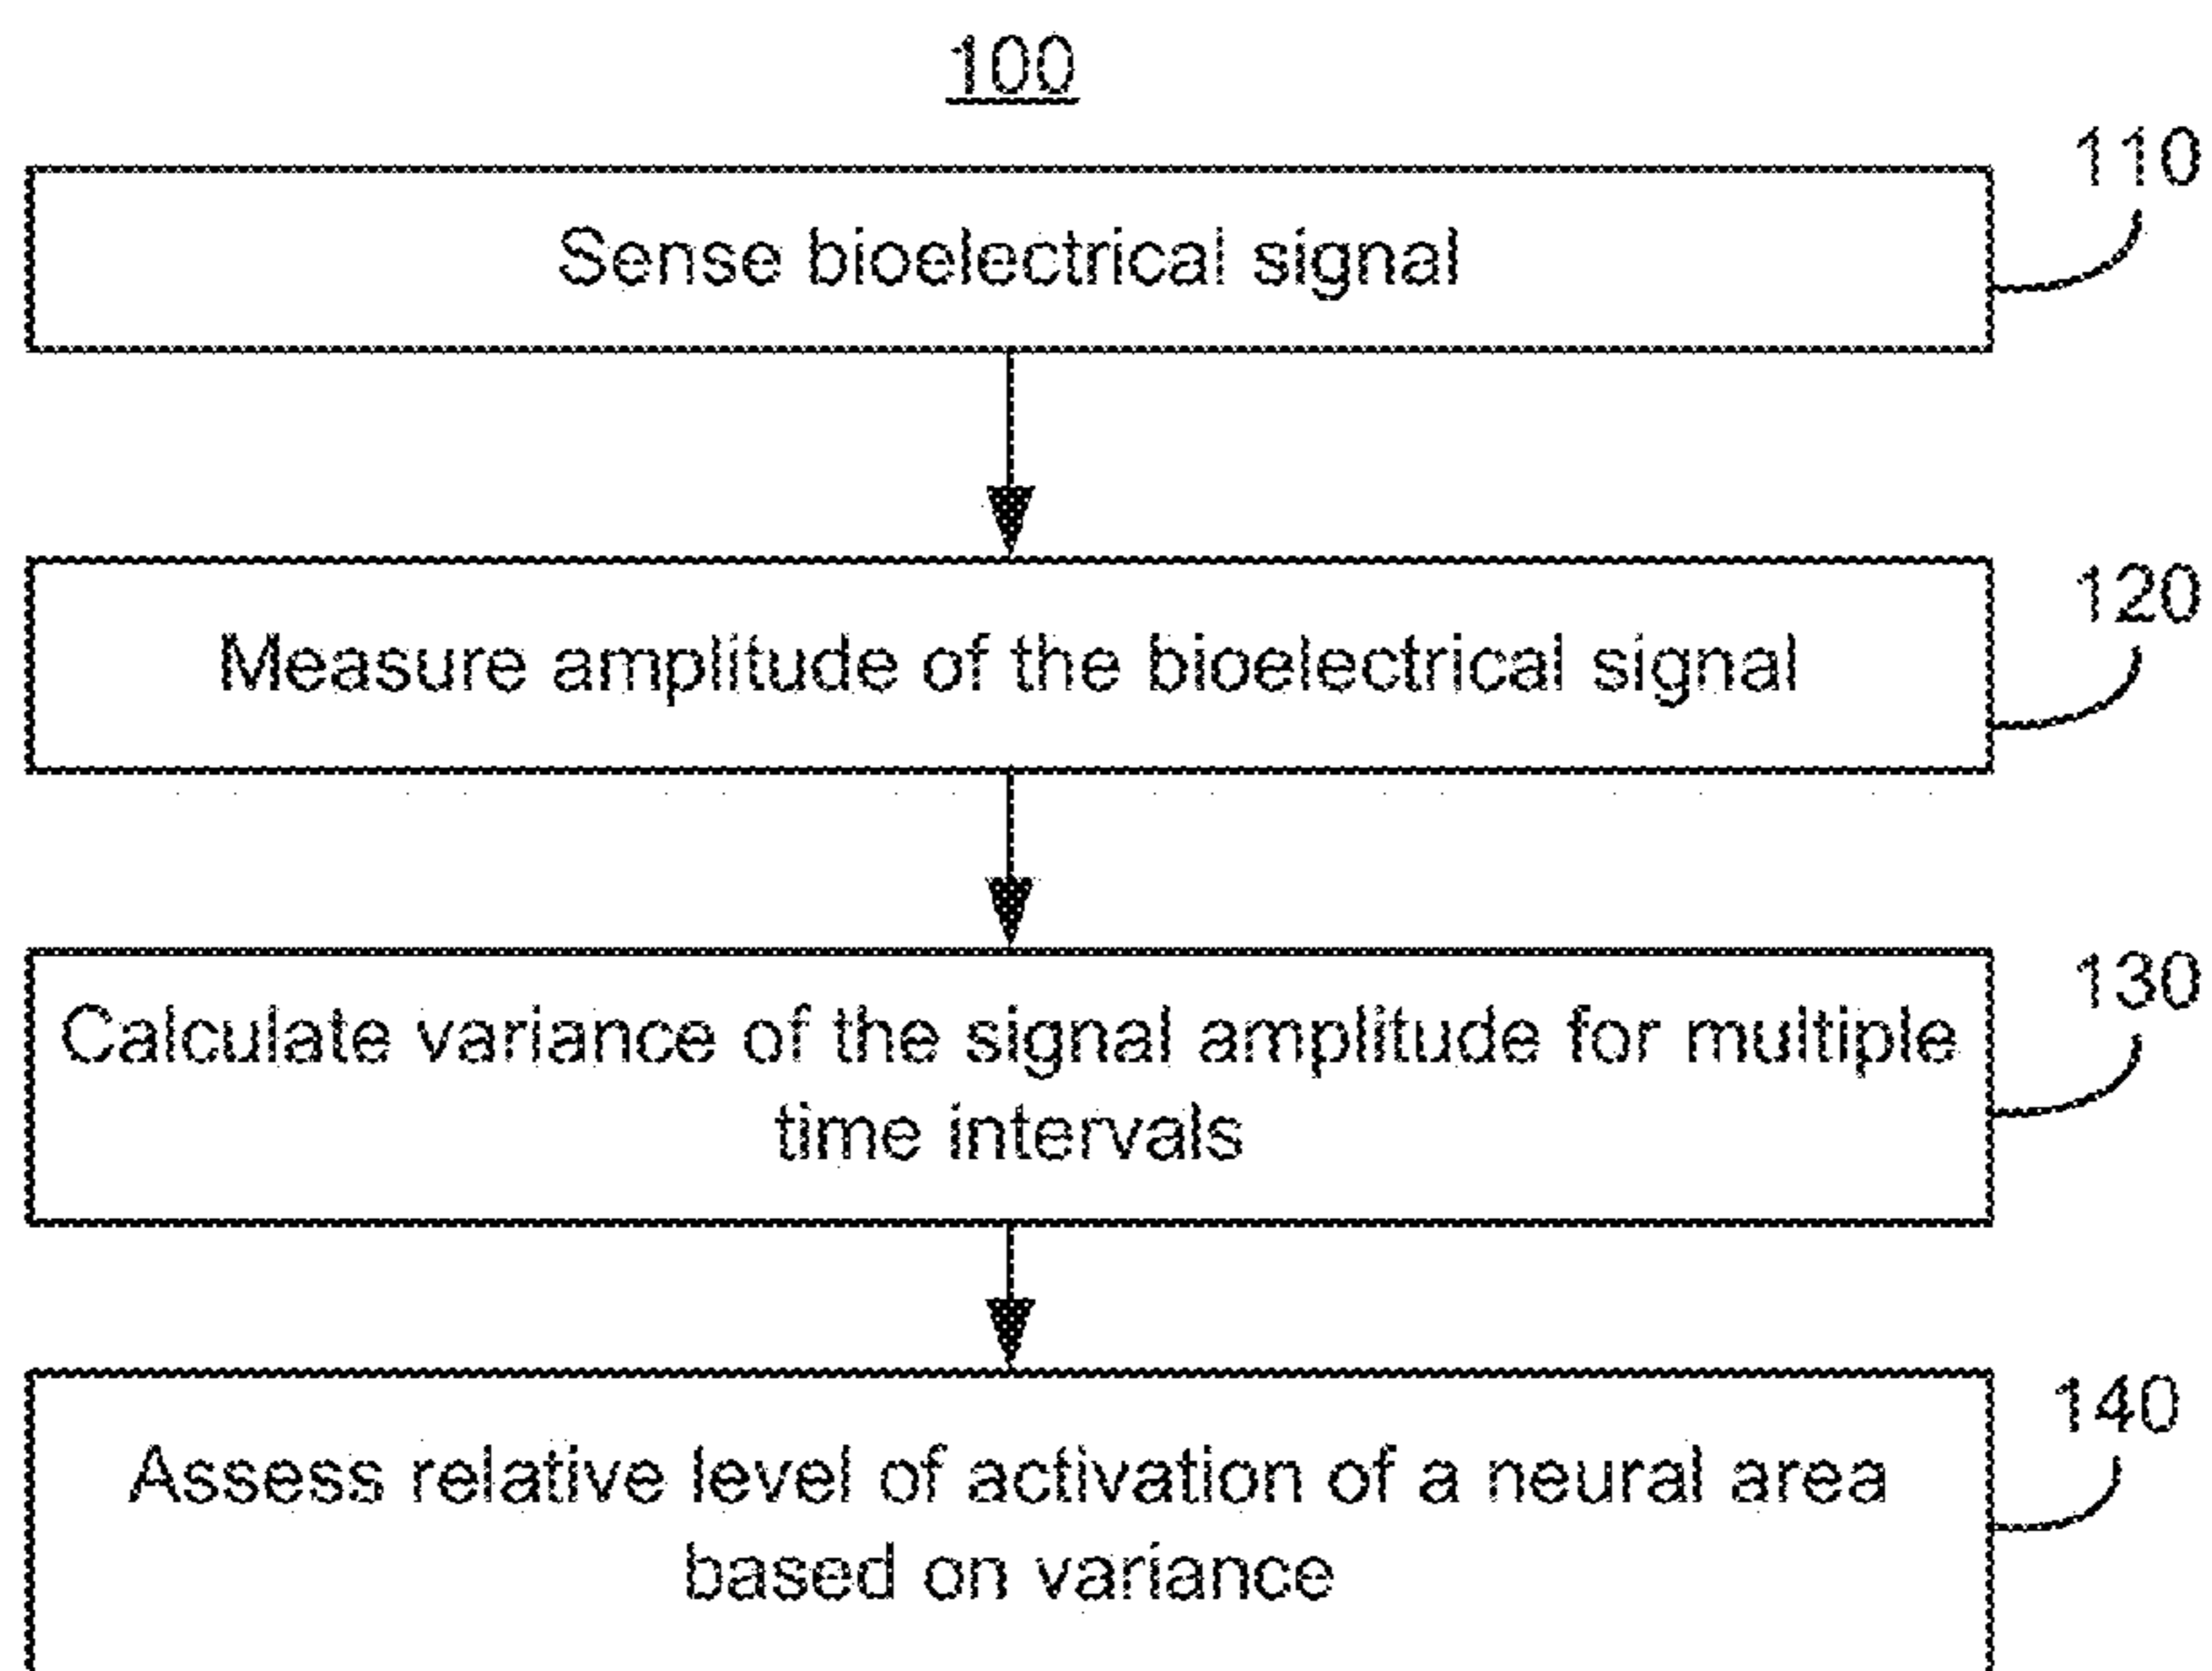 100
110
Sense bioelectrical signal
120
Measure amplitude of the bioelectrical signal
130
Calculate variance of the signal amplitude for multiple
time intervals
140
Assess relative level of activation of a neural area
based on variance